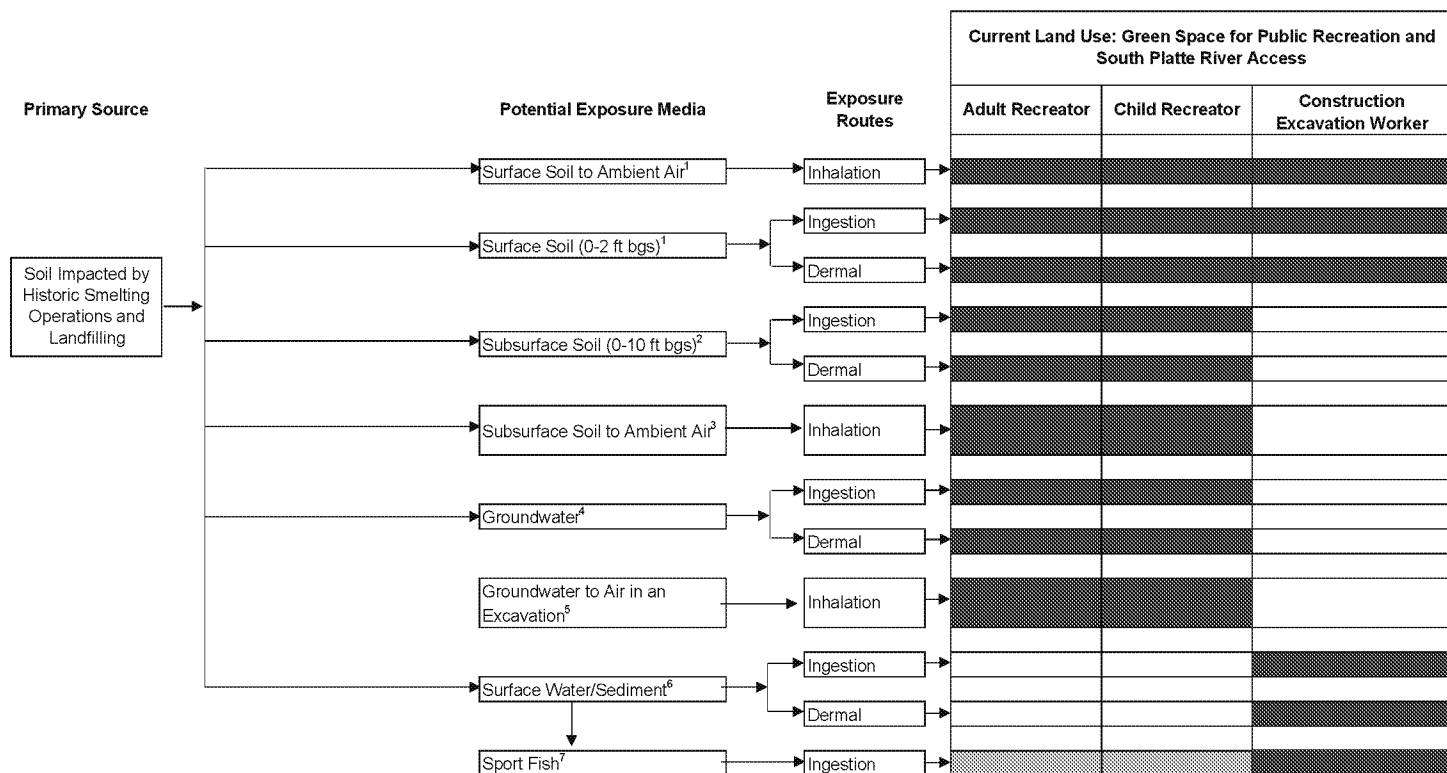 Current Land Use: Green Space for Public Recreation and
South Platte River Access
Primary Source
Potential Exposure Media
Exposure
Routes
Adult Recreator
Child Recreator
Construction
Excavation Worker
Surface Soil to Ambient Air¹
Inhalation
Surface Soil (0-2 ft bgs)¹
Ingestion
Dermal
Soil Impacted by
Historic Smelting
Operations and
Landfilling
Subsurface Soil (0-10 ft bgs)²
Ingestion
Dermal
Subsurface Soil to Ambient Air³
Inhalation
Groundwater⁴
Ingestion
Dermal
Groundwater to Air in an
Excavation⁵
Inhalation
Surface Water/Sediment⁶
Ingestion
Dermal
Sport Fish⁷
Ingestion